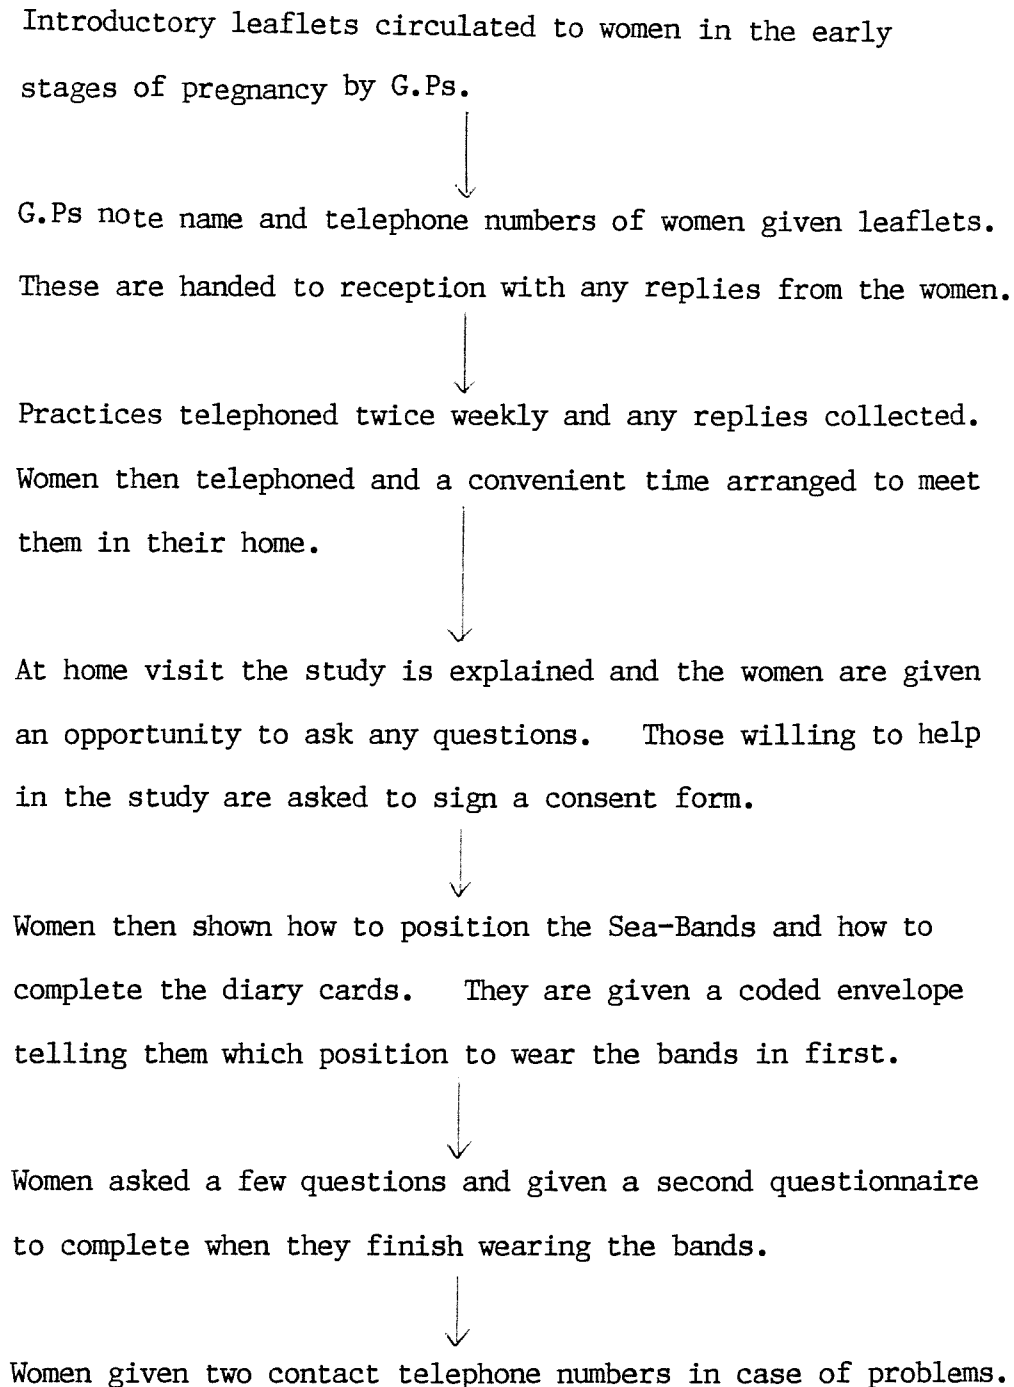 Introductory leaflets circulated to women in the early
stages of pregnancy by G.Ps.
G.Ps note name and telephone numbers of women given leaflets.
These are handed to reception with any replies from the women.
Practices telephoned twice weekly and any replies collected.
Women then telephoned and a convenient time arranged to meet
them in their home.
At home visit the study is explained and the women are given
an opportunity to ask any questions. Those willing to help
in the study are asked to sign a consent form.
Women then shown how to position the Sea-Bands and how to
complete the diary cards. They are given a coded envelope
telling them which position to wear the bands in first.
Women asked a few questions and given a second questionnaire
to complete when they finish wearing the bands.
Women given two contact telephone numbers in case of problems.